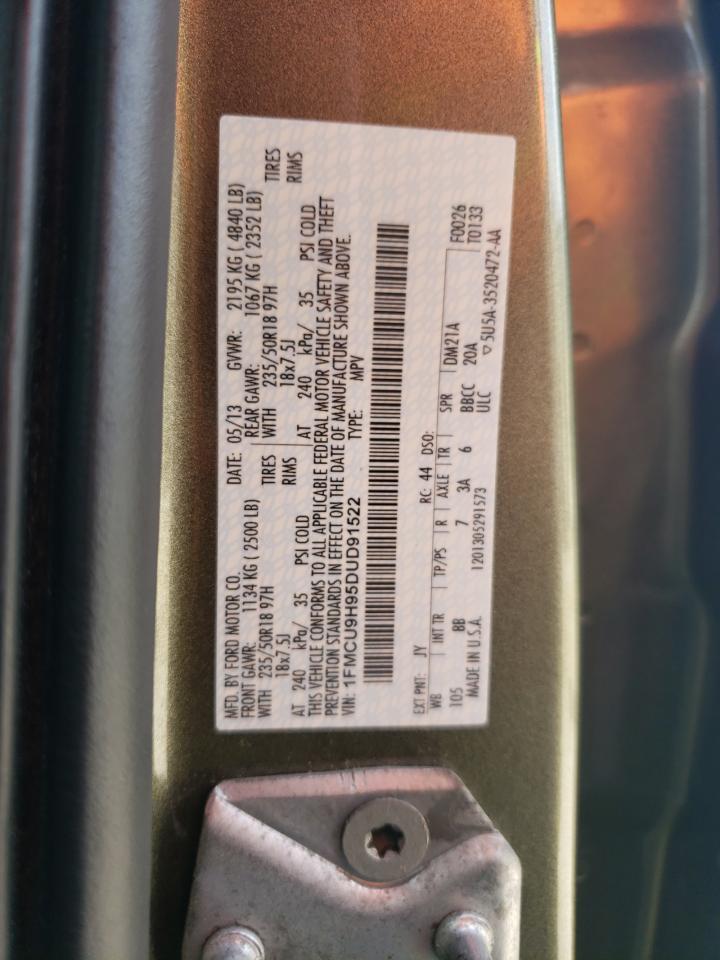 MFD. BY FORD MOTOR CO. DATE: 05/13 GVWR: 2195 KG ( 4840 LB)
FRONT GAWR: 1134 KG ( 2500 LB) REAR GAWR: 1067 KG ( 2352 LB)
WITH 235/50R18 97H TIRES WITH 235/50R18 97H TIRES
18x7.5J RIMS 18x7.5J RIMS
AT 240 kPa/ 35 PSI COLD AT 240 kPa/ 35 PSI COLD
THIS VEHICLE CONFORMS TO ALL APPLICABLE FEDERAL MOTOR VEHICLE SAFETY AND THEFT
PREVENTION STANDARDS IN EFFECT ON THE DATE OF MANUFACTURE SHOWN ABOVE.
VIN: 1FMCU9H95DUD91522 TYPE: MPV
EXT PNT: JY RC: 44 DSO: F0026
WB INT TR TP/PS R AXLE TR SPR DM21A T0133
105 8B 7 3A 6 BBCC 20A
MADE IN U.S.A. 1201305291573 ULC ▽5U5A-3520472-AA